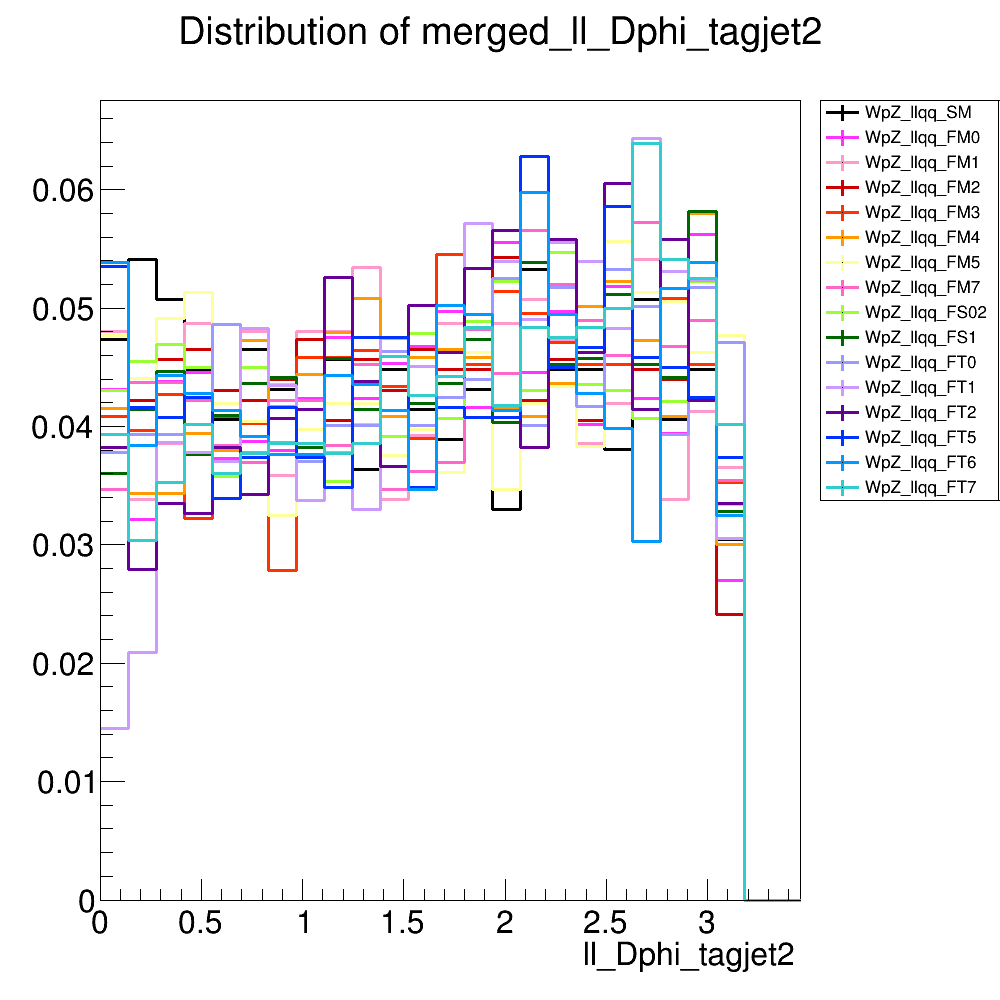 Distribution of merged_ll_Dphi_tagjet2
WpZ_llqq_SM
WpZ_llqq_FM0
WpZ_llqq_FM1
WpZ_llqq_FM2
WpZ_llqq_FM3
WpZ_llqq_FM4
WpZ_llqq_FM5
WpZ_llqq_FM7
WpZ_llqq_FS02
WpZ_llqq_FS1
WpZ_llqq_FT0
WpZ_llqq_FT1
WpZ_llqq_FT2
WpZ_llqq_FT5
WpZ_llqq_FT6
WpZ_llqq_FT7
0.06
0.05
0.04
0.03
0.02
0.01
0
0 0.5 1 1.5 2 2.5 3
ll_Dphi_tagjet2